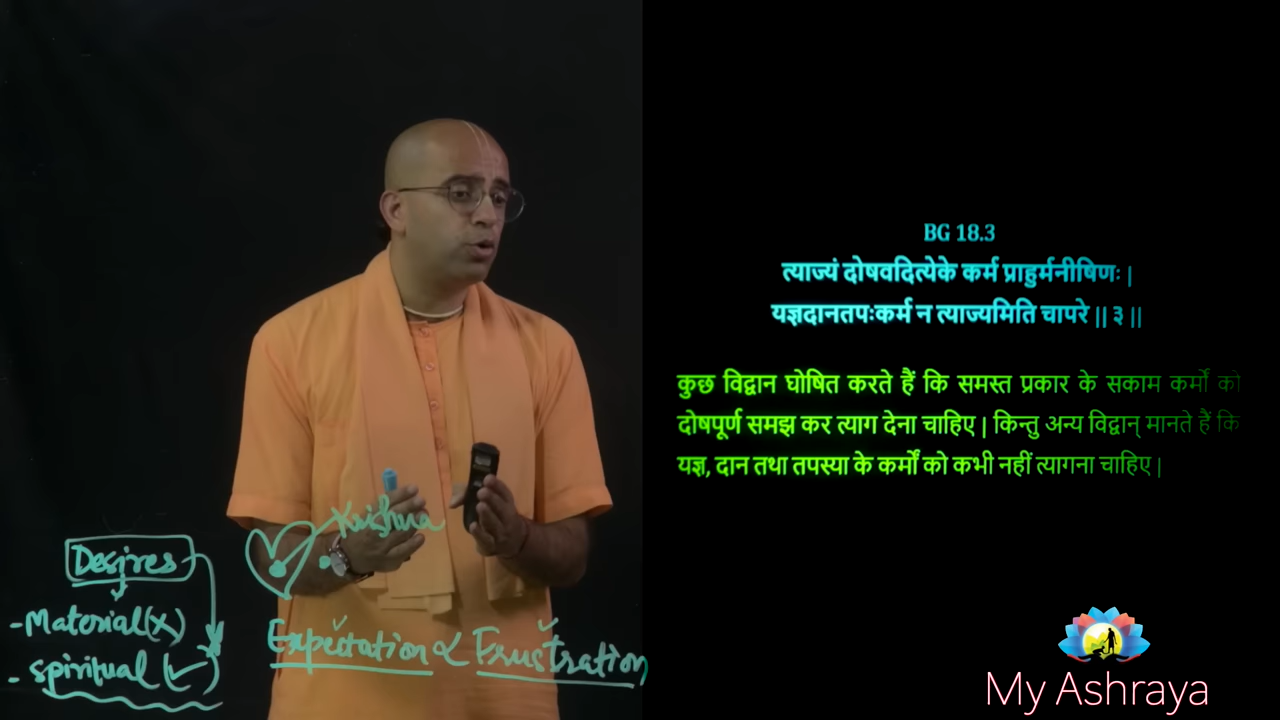 BG 18.3
त्याज्यं दोषवदित्येके कर्म प्राहुर्मनीषिणः |
यज्ञदानतपःकर्म न त्याज्यमिति चापरे || ३ ||
कुछ विद्वान घोषित करते हैं कि समस्त प्रकार के सकाम कर्मों को
दोषपूर्ण समझ कर त्याग देना चाहिए | किन्तु अन्य विद्वान् मानते हैं कि
यज्ञ, दान तथा तपस्या के कर्मों को कभी नहीं त्यागना चाहिए |
Krishna
Desires
- Material (x)
- spiritual (✓)
Expectation ∝ Frustration
My Ashraya